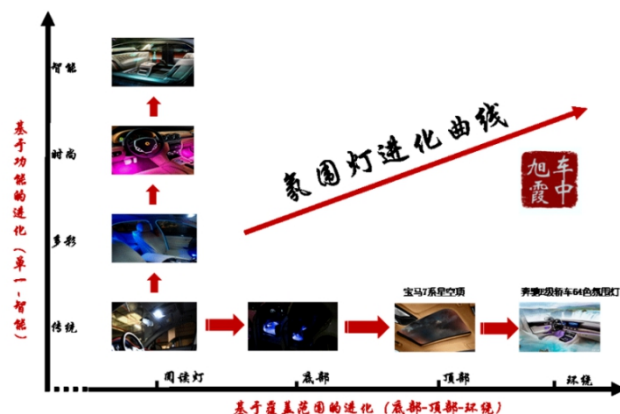 智能
时尚
多彩
传统
基于功能的进化(单一-智能)
氛围灯进化曲线
车中旭霞
宝马7系星空顶
奔驰E级轿车64色氛围灯
阅读灯
底部
顶部
环绕
基于覆盖范围的进化(底部-顶部-环绕)